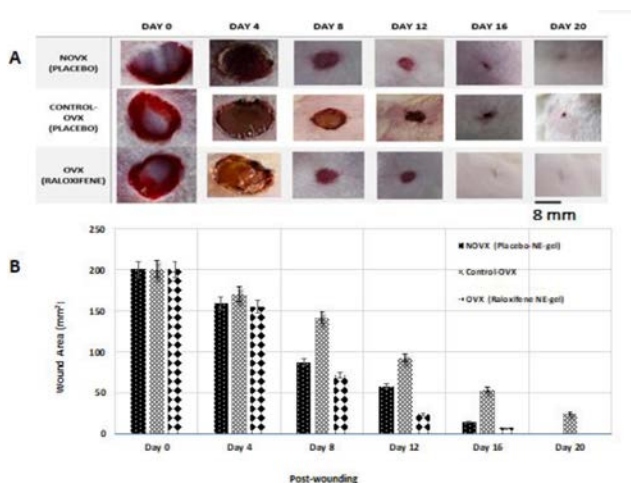 DAY 0 DAY 4 DAY 8 DAY 12 DAY 16 DAY 20
A
NOVX
(PLACEBO)
CONTROL-
OVX
(PLACEBO)
OVX
(RALOXIFENE)
8 mm
B
250
200
150
100
50
0
Wound Area (mm²)
NOVX (Placebo-NE-gel)
Control-OVX
OVX (Raloxifene NE-gel)
Day 0 Day 4 Day 8 Day 12 Day 16 Day 20
Post-wounding